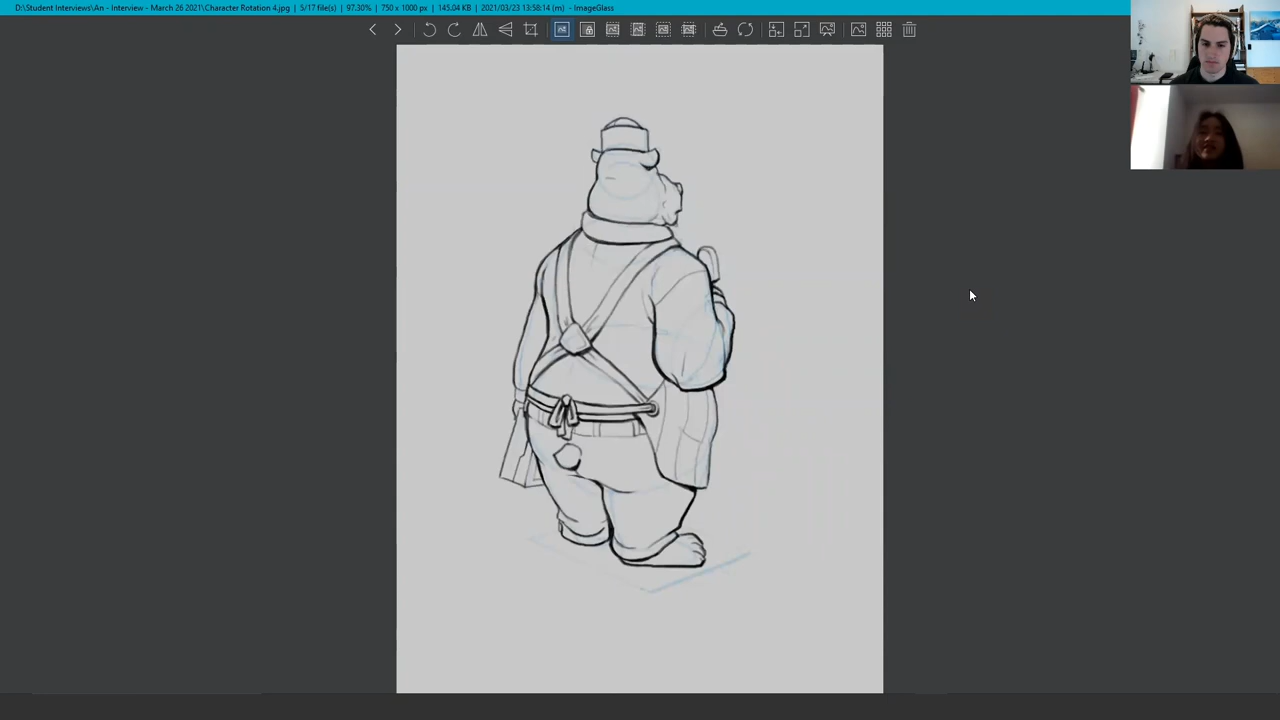 D:\Student Interviews\An - Interview - March 26 2021\Character Rotation 4.jpg | 5/17 file(s) | 97.30% | 750 x 1000 px | 145.04 KB | 2021/03/23 13:58:14 (m) - ImageGlass